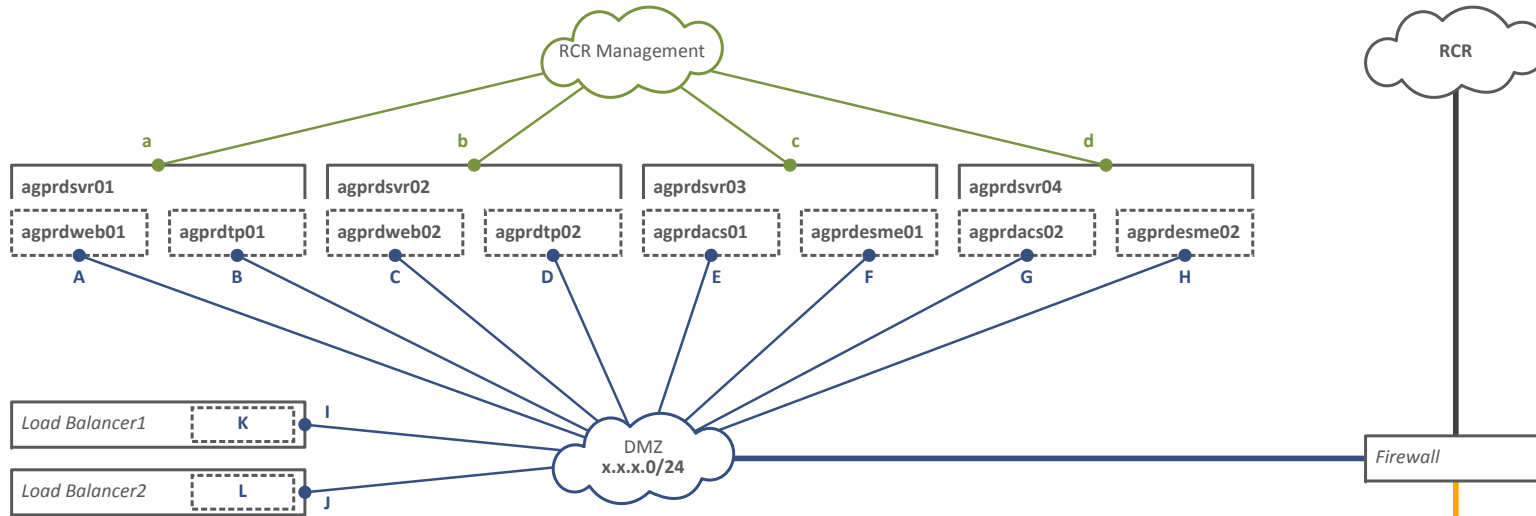 RCR Management
RCR
a
b
c
d
agprdsvr01
agprdsvr02
agprdsvr03
agprdsvr04
agprdweb01
agprdtp01
agprdweb02
agprdtp02
agprdacs01
agprdesme01
agprdacs02
agprdesme02
A
B
C
D
E
F
G
H
Load Balancer1
K
I
DMZ
x.x.x.0/24
Firewall
Load Balancer2
L
J